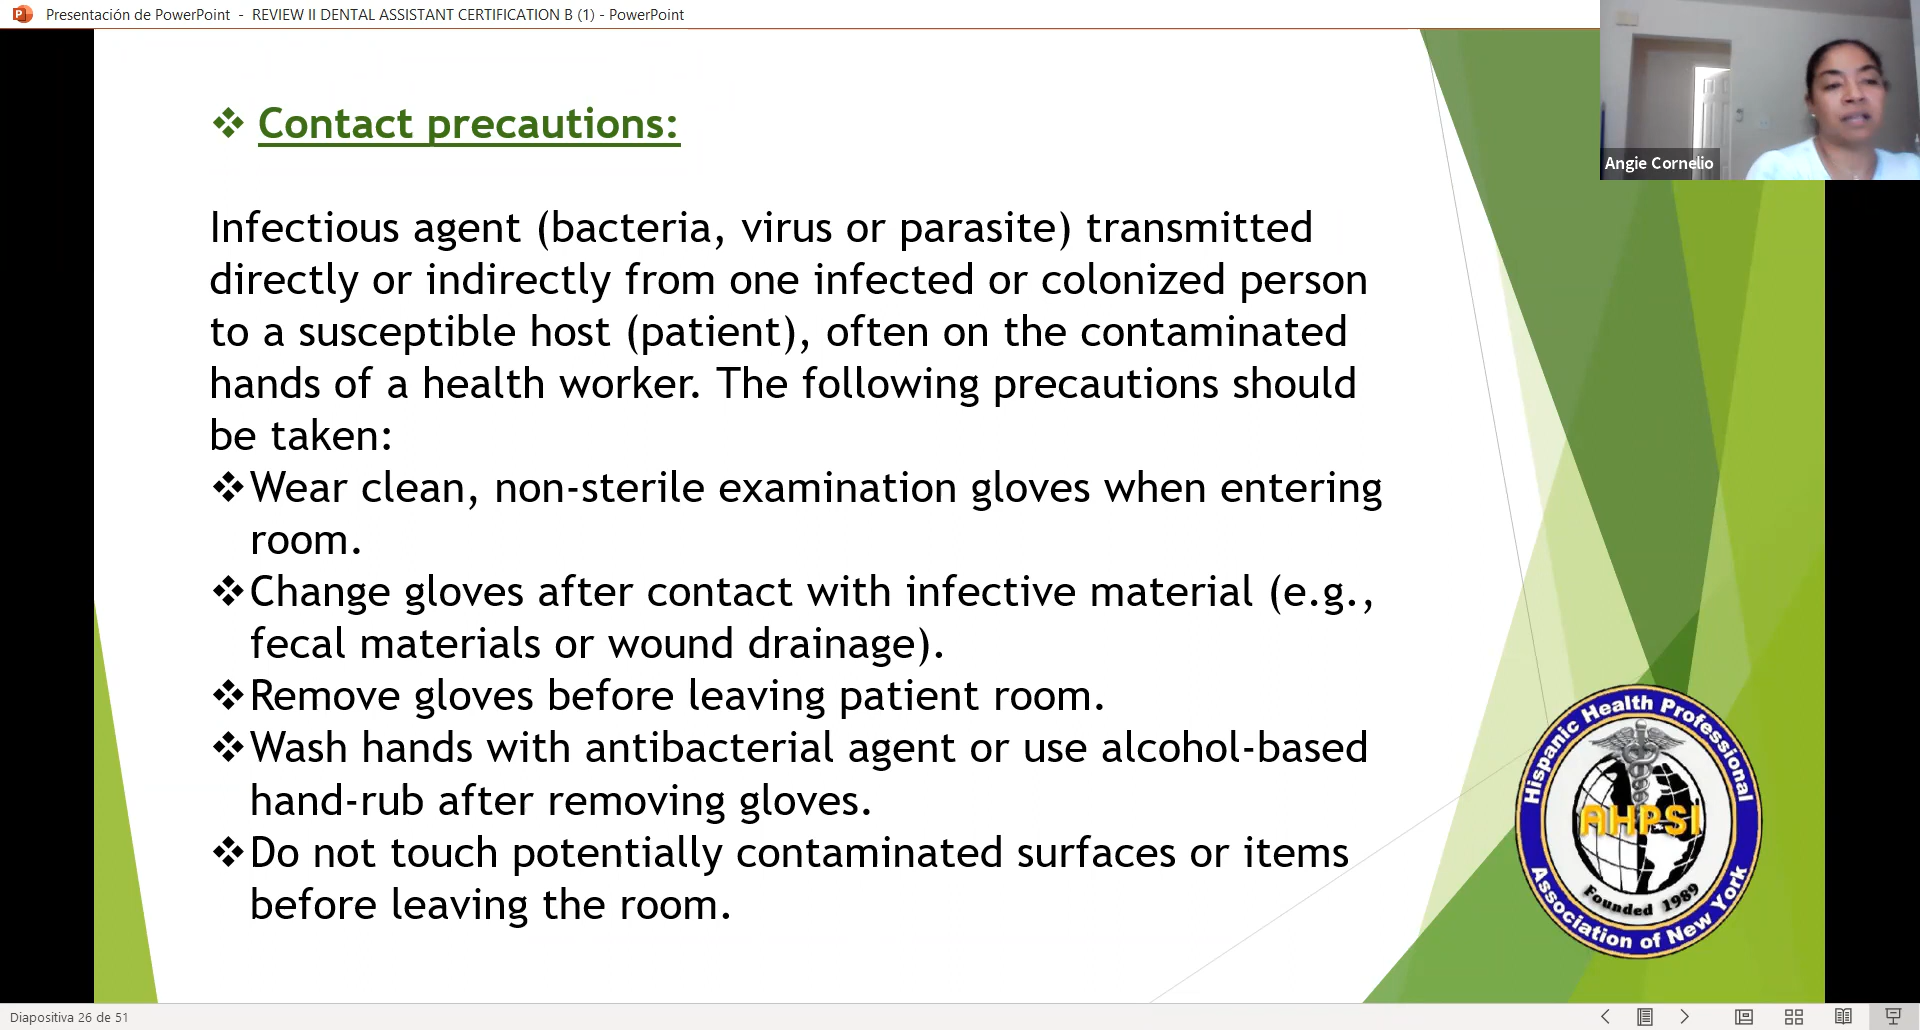 Presentación de PowerPoint - REVIEW II DENTAL ASSISTANT CERTIFICATION B (1) - PowerPoint
Angie Cornelio
Contact precautions:
Infectious agent (bacteria, virus or parasite) transmitted
directly or indirectly from one infected or colonized person
to a susceptible host (patient), often on the contaminated
hands of a health worker. The following precautions should
be taken:
Wear clean, non-sterile examination gloves when entering
room.
Change gloves after contact with infective material (e.g.,
fecal materials or wound drainage).
Remove gloves before leaving patient room.
Wash hands with antibacterial agent or use alcohol-based
hand-rub after removing gloves.
Do not touch potentially contaminated surfaces or items
before leaving the room.
Hispanic Health Professional
AHPSI
Founded 1989
Association of New York
Diapositiva 26 de 51